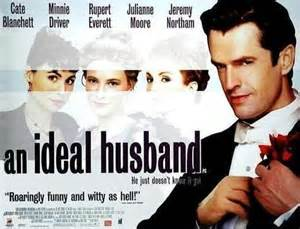 Cate Minnie Rupert Julianne Jeremy
Blanchett Driver Everett Moore Northam
an ideal husband
He just doesn't know it yet
"Roaringly funny and witty as hell!"